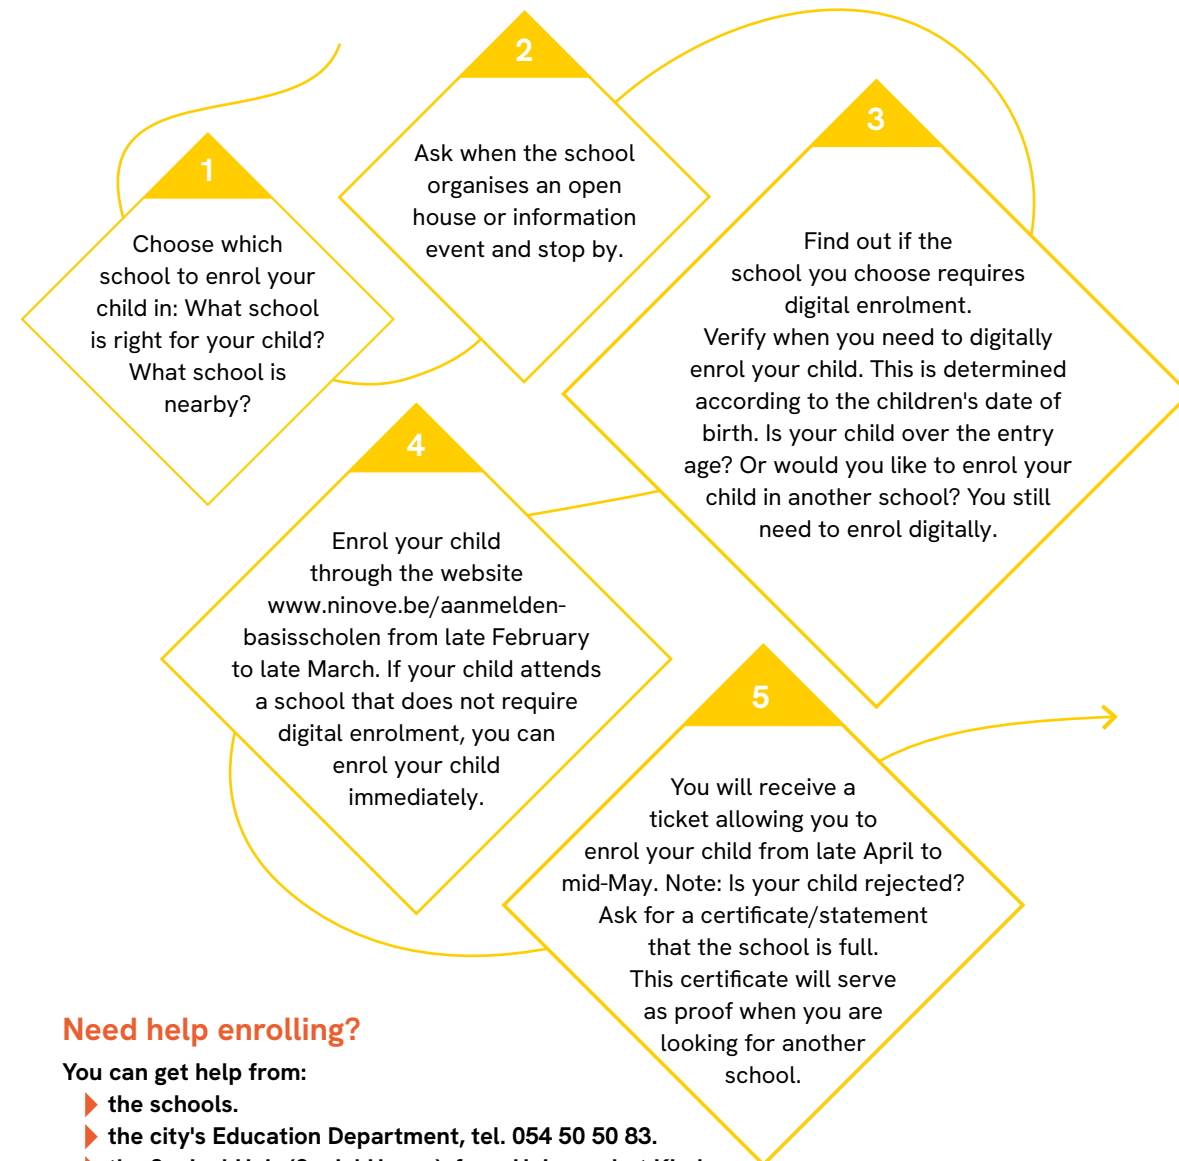 1
Choose which
school to enrol your
child in: What school
is right for your child?
What school is
nearby?
2
Ask when the school
organises an open
house or information
event and stop by.
3
Find out if the
school you choose requires
digital enrolment.
Verify when you need to digitally
enrol your child. This is determined
according to the children's date of
birth. Is your child over the entry
age? Or would you like to enrol your
child in another school? You still
need to enrol digitally.
4
Enrol your child
through the website
www.ninove.be/aanmelden-
basisscholen from late February
to late March. If your child attends
a school that does not require
digital enrolment, you can
enrol your child
immediately.
5
You will receive a
ticket allowing you to
enrol your child from late April to
mid-May. Note: Is your child rejected?
Ask for a certificate/statement
that the school is full.
This certificate will serve
as proof when you are
looking for another
school.
Need help enrolling?
You can get help from:
the schools.
the city's Education Department, tel. 054 50 50 83.